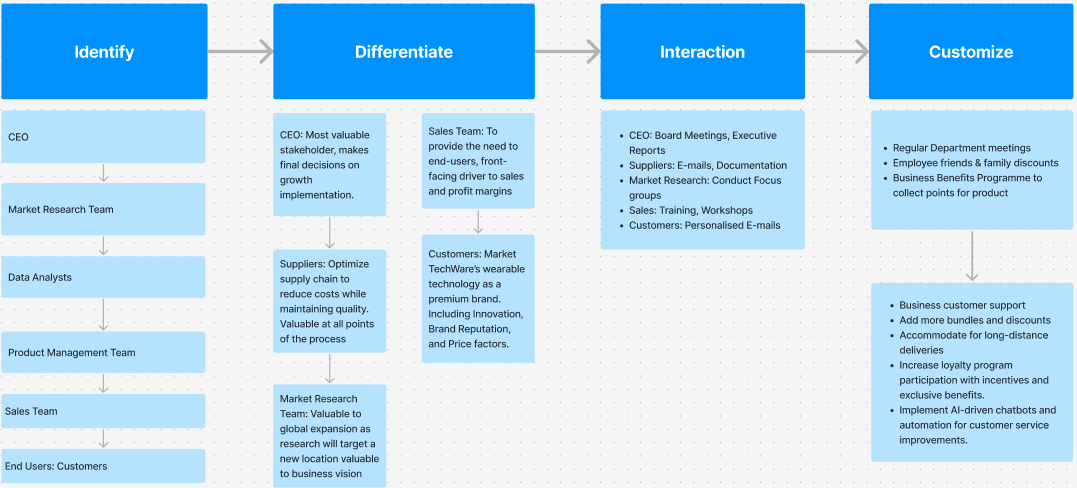 Identify
Differentiate
Interaction
Customize
CEO
Market Research Team
Data Analysts
Product Management Team
Sales Team
End Users: Customers
CEO: Most valuable
stakeholder, makes
final decisions on
growth
implementation.
Suppliers: Optimize
supply chain to
reduce costs while
maintaining quality.
Valuable at all points
of the process
Market Research
Team: Valuable to
global expansion as
research will target a
new location valuable
to business vision
Sales Team: To
provide the need to
end-users, front-
facing driver to sales
and profit margins
Customers: Market
TechWare's wearable
technology as a
premium brand.
Including Innovation,
Brand Reputation,
and Price factors.
• CEO: Board Meetings, Executive
Reports
• Suppliers: E-mails, Documentation
• Market Research: Conduct Focus
groups
• Sales: Training, Workshops
• Customers: Personalised E-mails
• Regular Department meetings
• Employee friends & family discounts
• Business Benefits Programme to
collect points for product
• Business customer support
• Add more bundles and discounts
• Accommodate for long-distance
deliveries
• Increase loyalty program
participation with incentives and
exclusive benefits.
• Implement AI-driven chatbots and
automation for customer service
improvements.